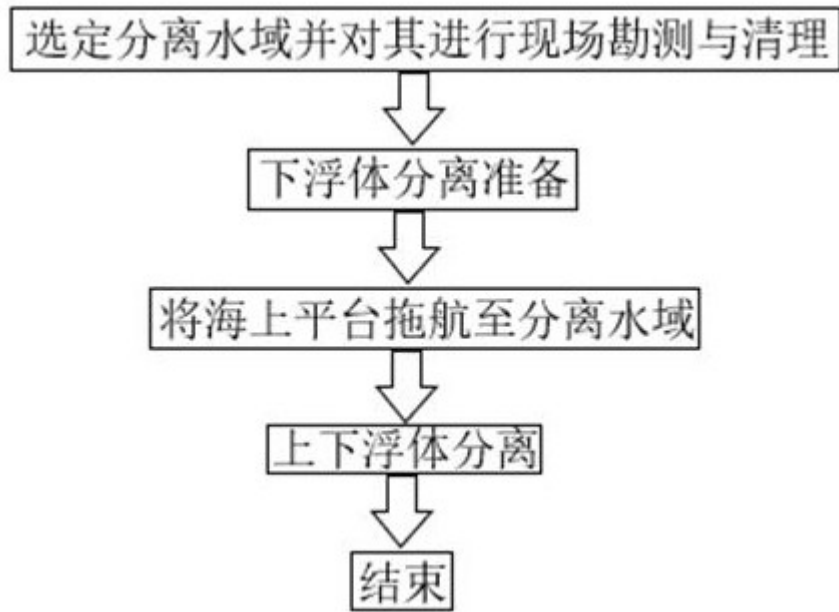 选定分离水域并对其进行现场勘测与清理
下浮体分离准备
将海上平台拖航至分离水域
上下浮体分离
结束